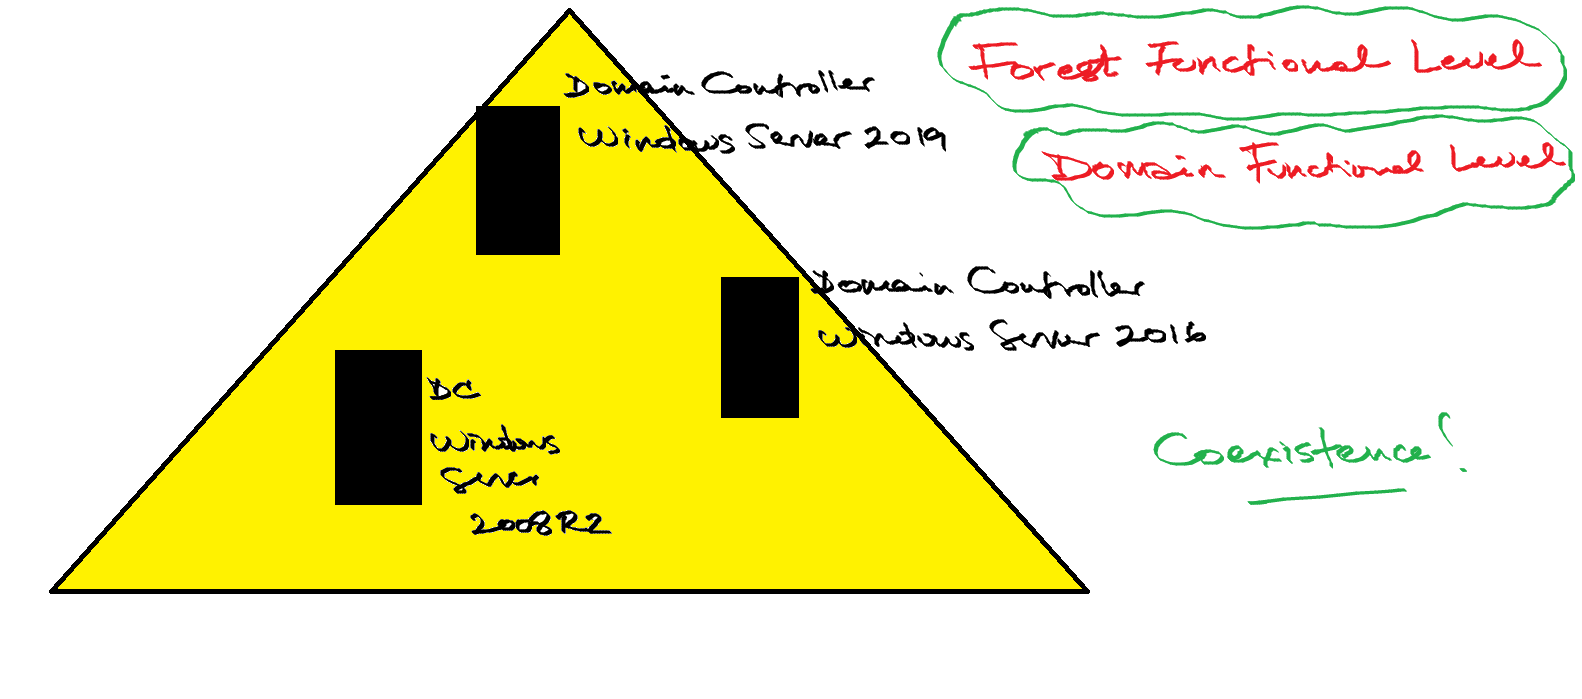 Domain Controller
Windows Server 2019
Forest Functional Level
Domain Functional Level
Domain Controller
Windows Server 2016
DC
Windows
Server
2008R2
Coexistence!